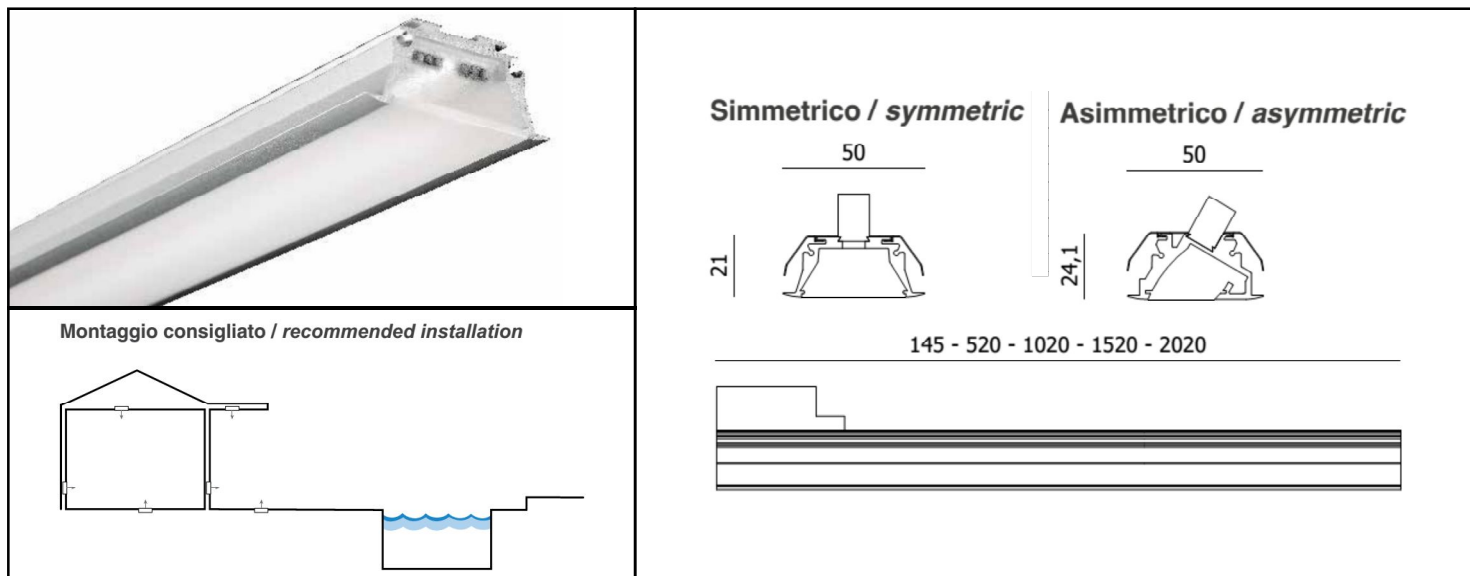 Simmetrico / symmetric
Asimmetrico / asymmetric
50
50
21
24,1
145 - 520 - 1020 - 1520 - 2020
Montaggio consigliato / recommended installation